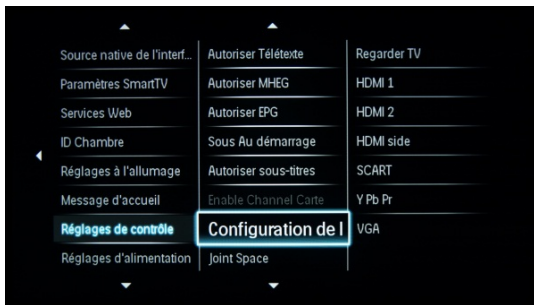 Source native de l'interf...
Paramètres SmartTV
Services Web
ID Chambre
Réglages à l'allumage
Message d'accueil
Réglages de contrôle
Réglages d'alimentation
Autoriser Télétexte
Autoriser MHEG
Autoriser EPG
Sous Au démarrage
Autoriser sous-titres
Enable Channel Carte
Configuration de l
Joint Space
Regarder TV
HDMI 1
HDMI 2
HDMI side
SCART
Y Pb Pr
VGA